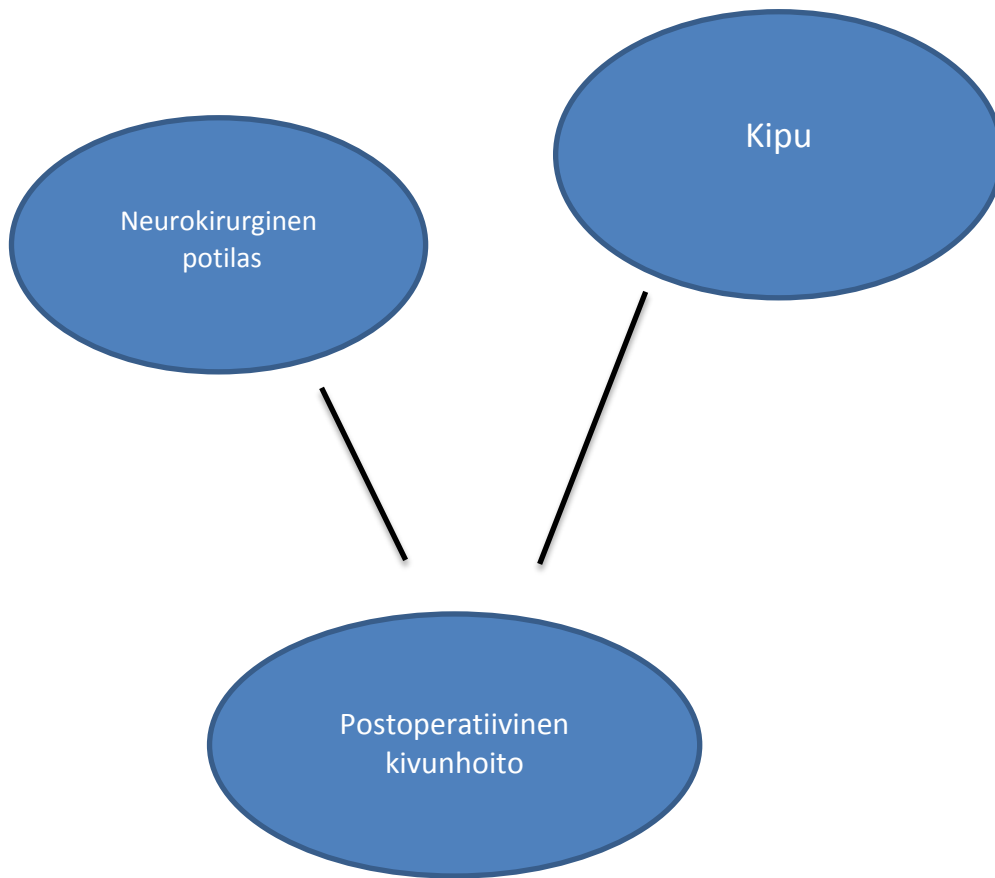 Kipu
Neurokirurginen
potilas
Postoperatiivinen
kivunhoito